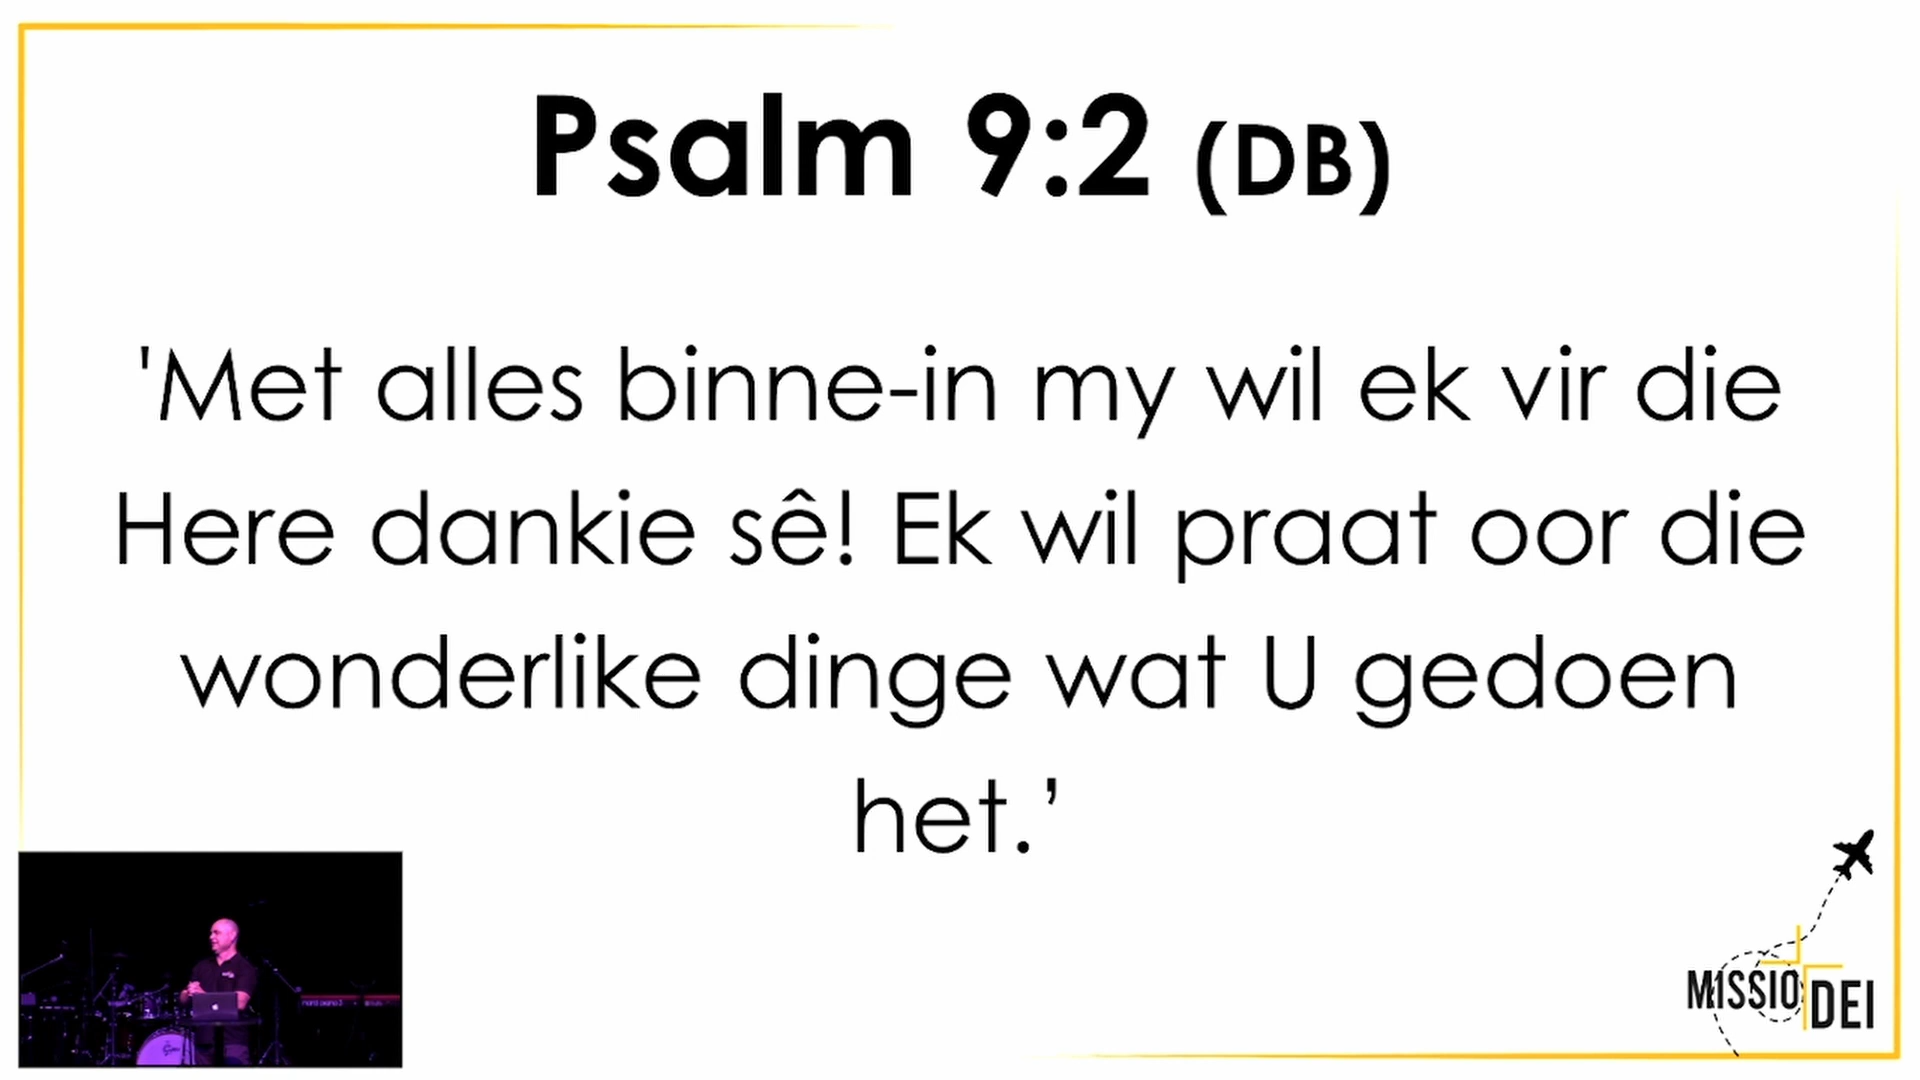 Psalm 9:2 (DB)
'Met alles binne-in my wil ek vir die
Here dankie sê! Ek wil praat oor die
wonderlike dinge wat U gedoen
het.’
MISSIO DEI